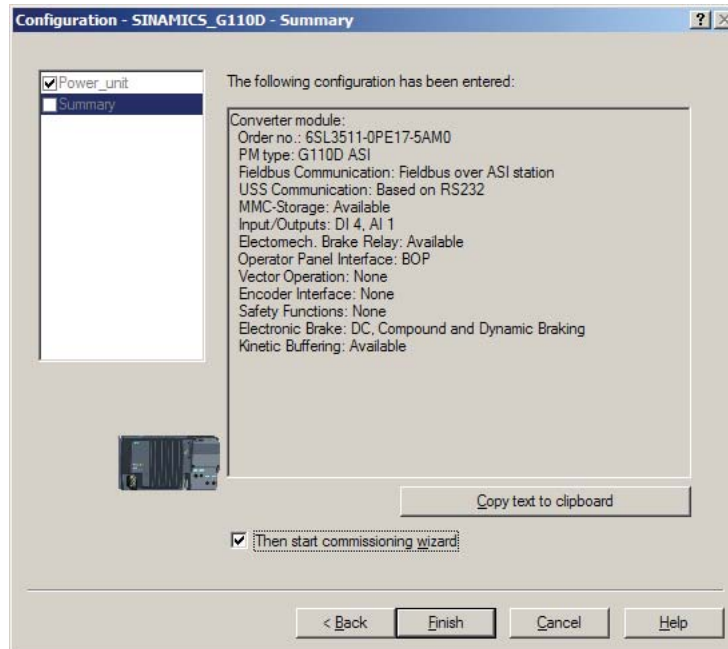 Configuration - SINAMICS_G110D - Summary
Power_unit
Summary
The following configuration has been entered:
Converter module:
Order no.: 6SL3511-0PE17-5AM0
PM type: G110D ASI
Fieldbus Communication: Fieldbus over ASI station
USS Communication: Based on RS232
MMC-Storage: Available
Input/Outputs: DI 4, AI 1
Electomech. Brake Relay: Available
Operator Panel Interface: BOP
Vector Operation: None
Encoder Interface: None
Safety Functions: None
Electronic Brake: DC, Compound and Dynamic Braking
Kinetic Buffering: Available
Copy text to clipboard
Then start commissioning wizard
< Back Finish Cancel Help